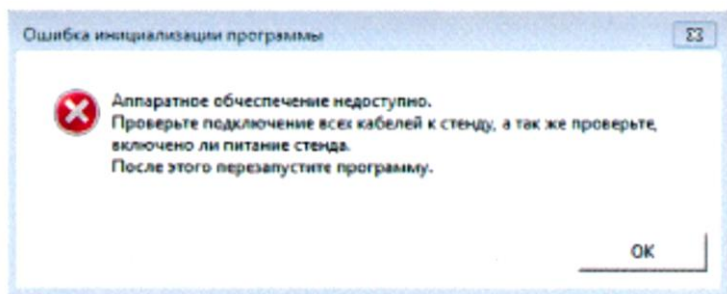 Ошибка инициализации программы
Аппаратное обчеспечение недоступно.
Проверьте подключение всех кабелей к стенду, а так же проверьте,
включено ли питание стенда.
После этого перезапустите программу.
OK